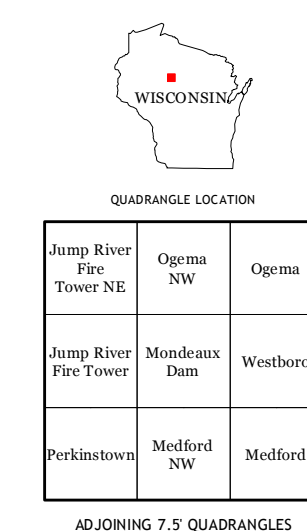 WISCONSIN
QUADRANGLE LOCATION
Jump River
Fire
Tower NE
Ogema
NW
Ogema
Jump River
Fire Tower
Mondeaux
Dam
Westboro
Perkinstown
Medford
NW
Medford
ADJOINING 7.5' QUADRANGLES